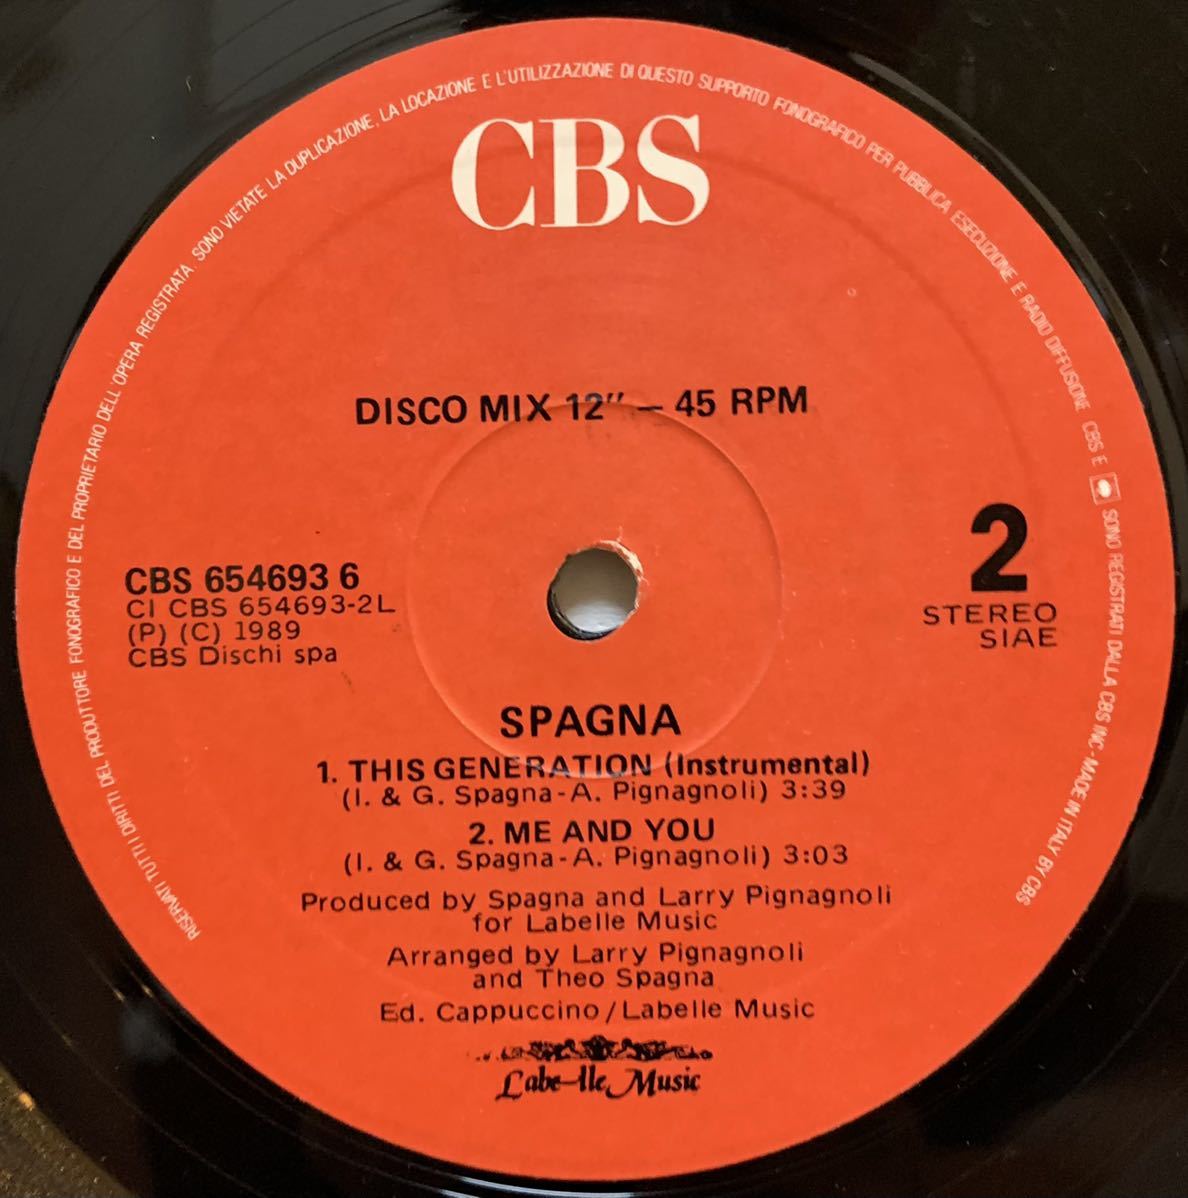 RISERVATI TUTTI I DIRITTI DEL PRODUTTORE FONOGRAFICO E DEL PROPRIETARIO DELL'OPERA REGISTRATA. SONO VIETATE LA DUPLICAZIONE, LA LOCAZIONE E L'UTILIZZAZIONE DI QUESTO SUPPORTO FONOGRAFICO PER PUBBLICA ESECUZIONE E RADIO DIFFUSIONE CBS E SONO REGISTRATI DALLA CBS INC - MADE IN ITALY BY CBS
CBS
DISCO MIX 12" — 45 RPM
CBS 654693 6
CI CBS 654693-2L
(P) (C) 1989
CBS Dischi spa
2
STEREO
SIAE
SPAGNA
1. THIS GENERATION (Instrumental)
(I. & G. Spagna-A. Pignagnoli) 3:39
2. ME AND YOU
(I. & G. Spagna-A. Pignagnoli) 3:03
Produced by Spagna and Larry Pignagnoli
for Labelle Music
Arranged by Larry Pignagnoli
and Theo Spagna
Ed. Cappuccino/Labelle Music
Labe-lle Music